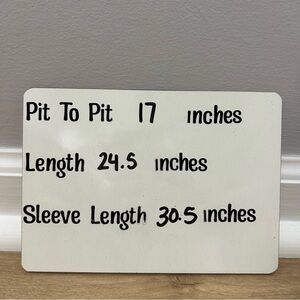 Pit To Pit 17 inches
Length 24.5 inches
Sleeve Length 30.5 inches